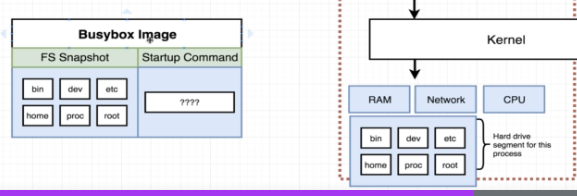 Busybox Image
FS Snapshot
Startup Command
bin
dev
etc
home
proc
root
????
Kernel
RAM
Network
CPU
bin
dev
etc
home
proc
root
Hard drive
segment for this
process